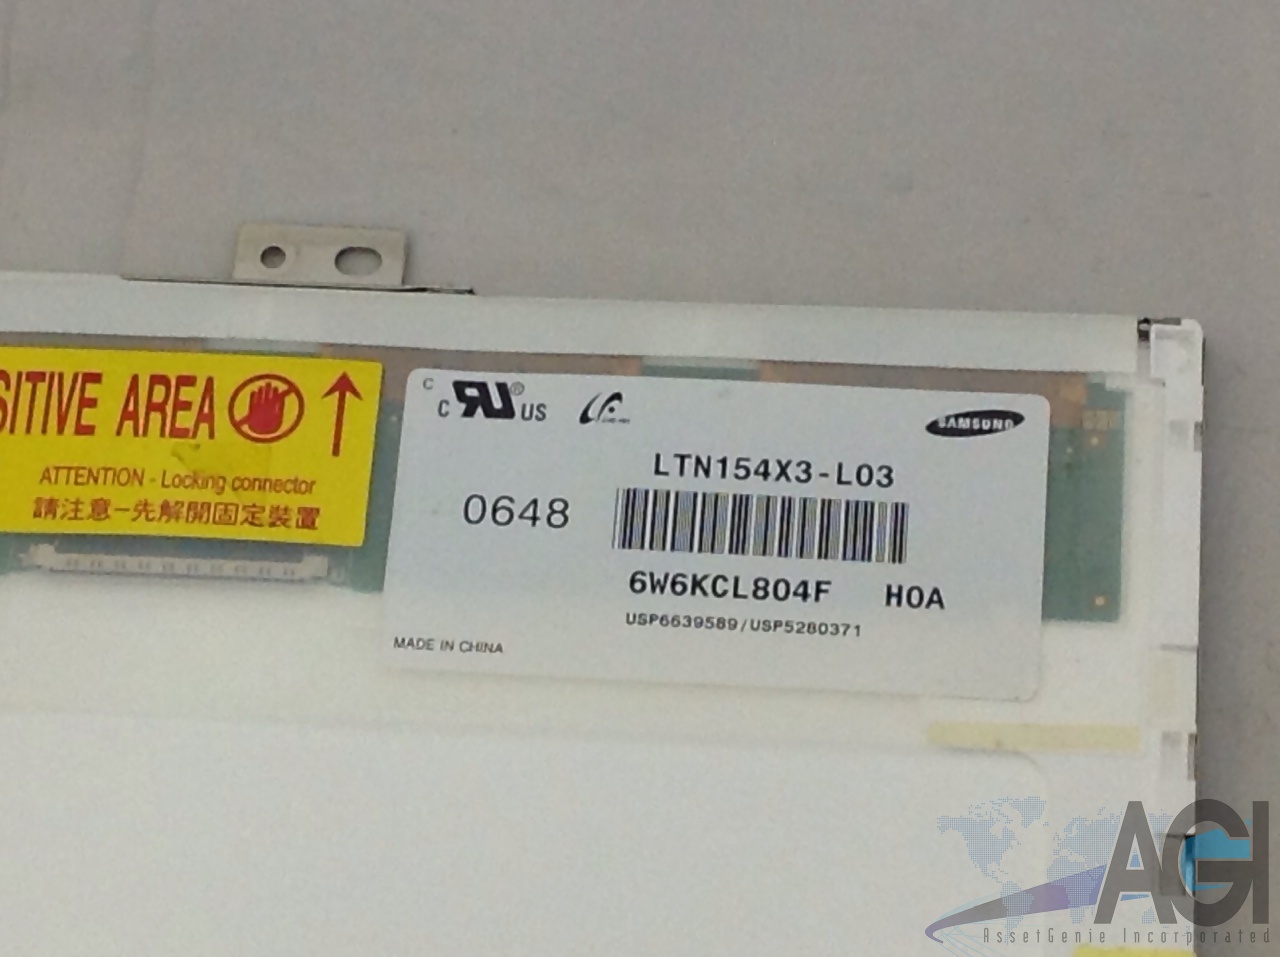 SITIVE AREA
ATTENTION - Locking connector
請注意-先解開固定裝置
C
C RU® US
SAMSUNG
LTN154X3-L03
0648
6W6KCL804F H0A
USP6639589/USP5280371
MADE IN CHINA
AGI
AssetGenie Incorporated